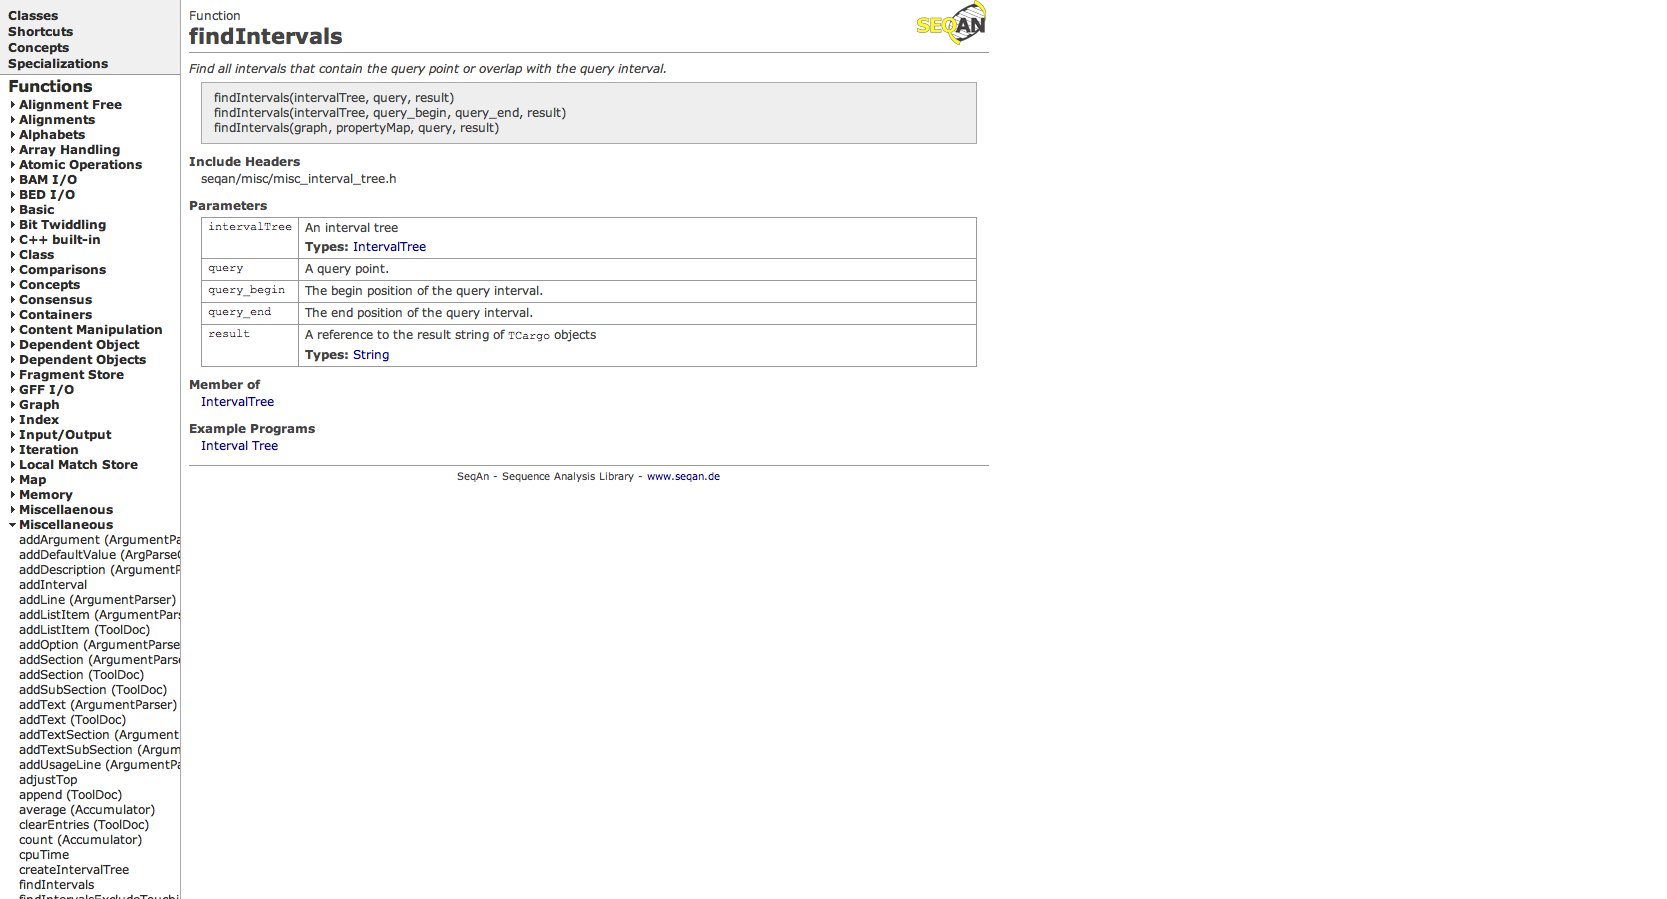 Classes
Shortcuts
Concepts
Specializations
Functions
Alignment Free
Alignments
Alphabets
Array Handling
Atomic Operations
BAM I/O
BED I/O
Basic
Bit Twiddling
C++ built-in
Class
Comparisons
Concepts
Consensus
Containers
Content Manipulation
Dependent Object
Dependent Objects
Fragment Store
GFF I/O
Graph
Index
Input/Output
Iteration
Local Match Store
Map
Memory
Miscellaenous
Miscellaneous
addArgument (ArgumentPa
addDefaultValue (ArgParse
addDescription (ArgumentP
addInterval
addLine (ArgumentParser)
addListItem (ArgumentPars
addListItem (ToolDoc)
addOption (ArgumentParse
addSection (ArgumentParse
addSection (ToolDoc)
addSubSection (ToolDoc)
addText (ArgumentParser)
addText (ToolDoc)
addTextSection (Argument
addTextSubSection (Argum
addUsageLine (ArgumentPa
adjustTop
append (ToolDoc)
average (Accumulator)
clearEntries (ToolDoc)
count (Accumulator)
cpuTime
createIntervalTree
findIntervals
Function
findIntervals
SEQAN
Find all intervals that contain the query point or overlap with the query interval.
findIntervals(intervalTree, query, result)
findIntervals(intervalTree, query_begin, query_end, result)
findIntervals(graph, propertyMap, query, result)
Include Headers
seqan/misc/misc_interval_tree.h
Parameters
intervalTree An interval tree
Types: IntervalTree
query A query point.
query_begin The begin position of the query interval.
query_end The end position of the query interval.
result A reference to the result string of TCargo objects
Types: String
Member of
IntervalTree
Example Programs
Interval Tree
SeqAn - Sequence Analysis Library - www.seqan.de